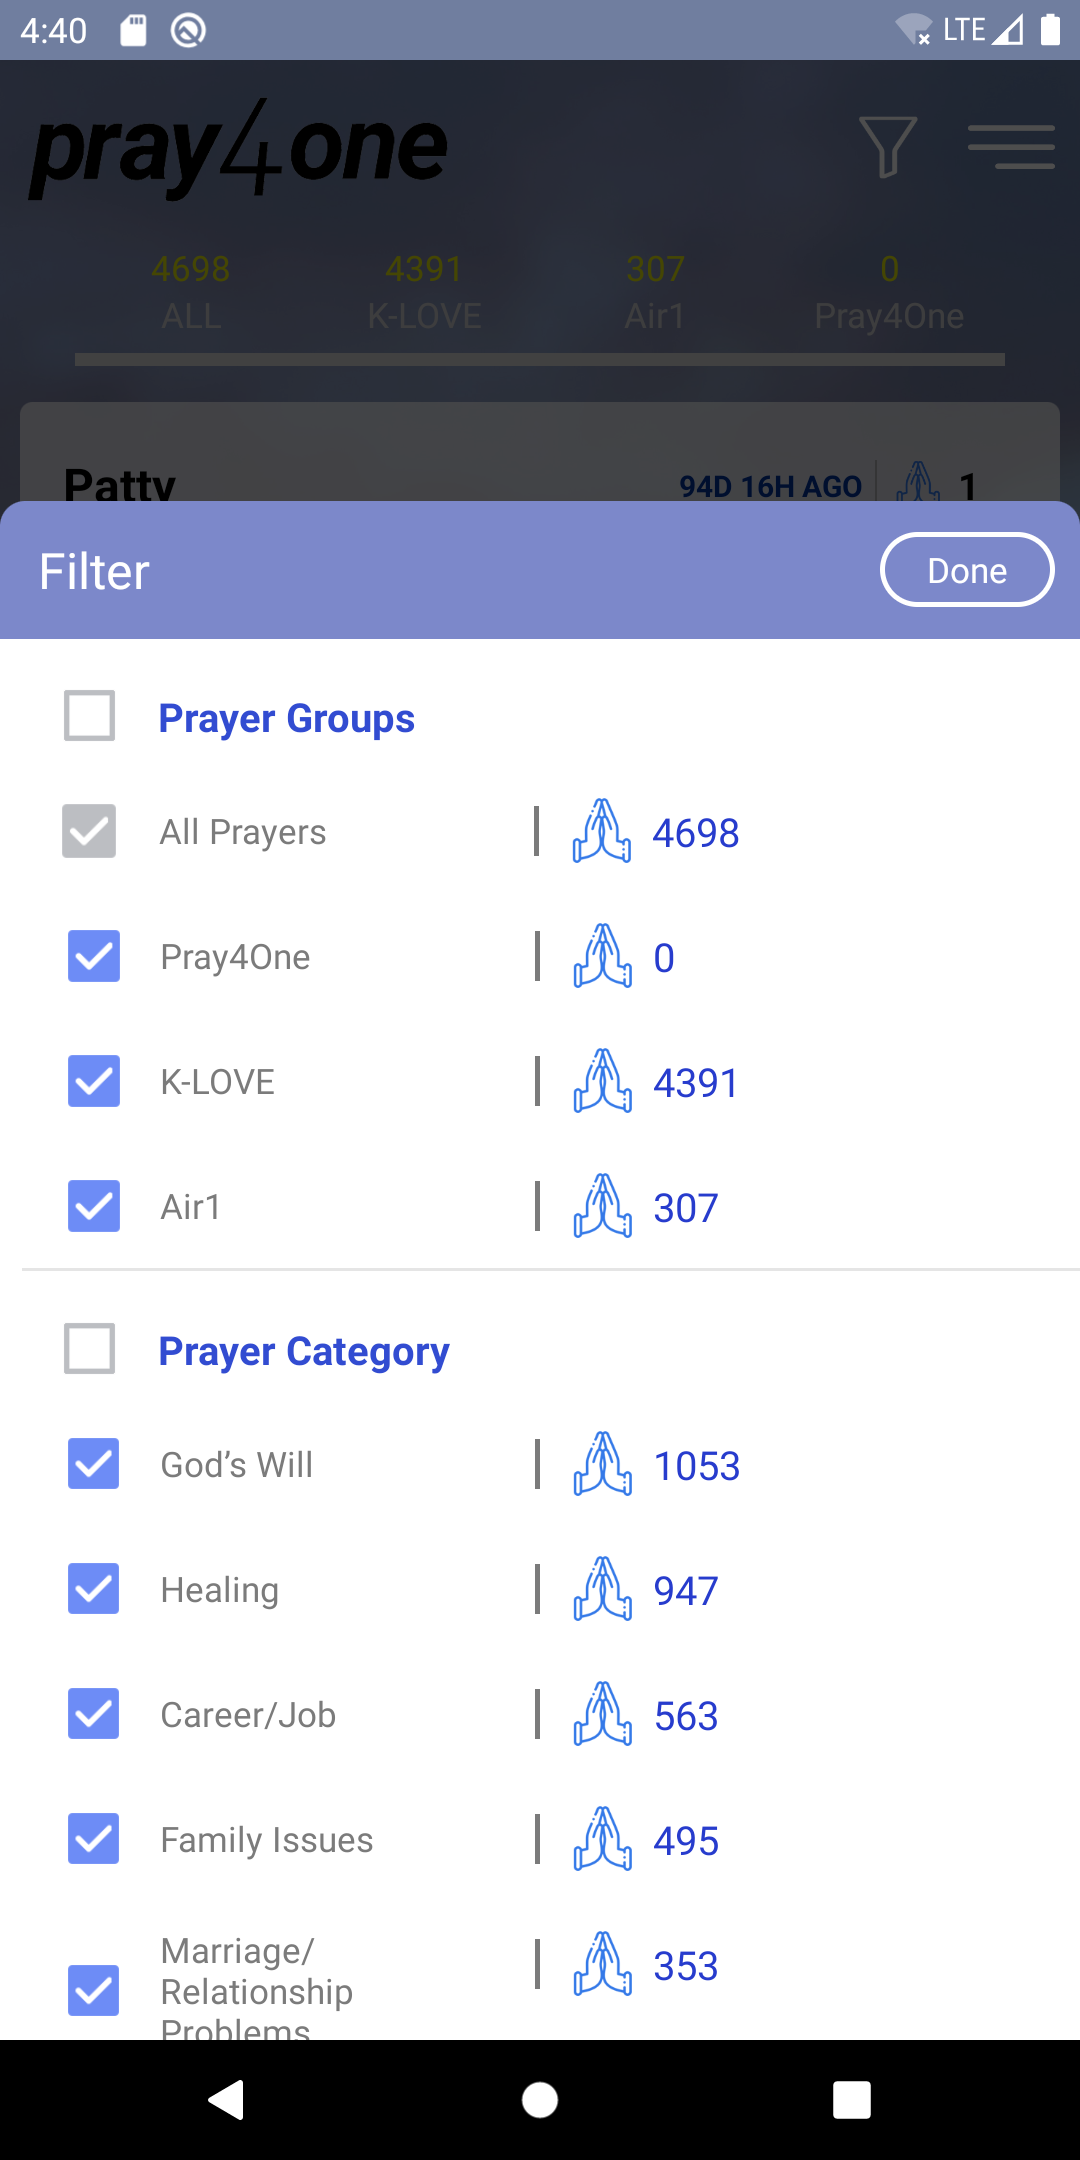 4:40
LTE
pray4one
4698 4391 307 0
ALL K-LOVE Air1 Pray4One
Patty 94D 16H AGO 1
Filter Done
Prayer Groups
All Prayers 4698
Pray4One 0
K-LOVE 4391
Air1 307
Prayer Category
God’s Will 1053
Healing 947
Career/Job 563
Family Issues 495
Marriage/
Relationship 353
Problems